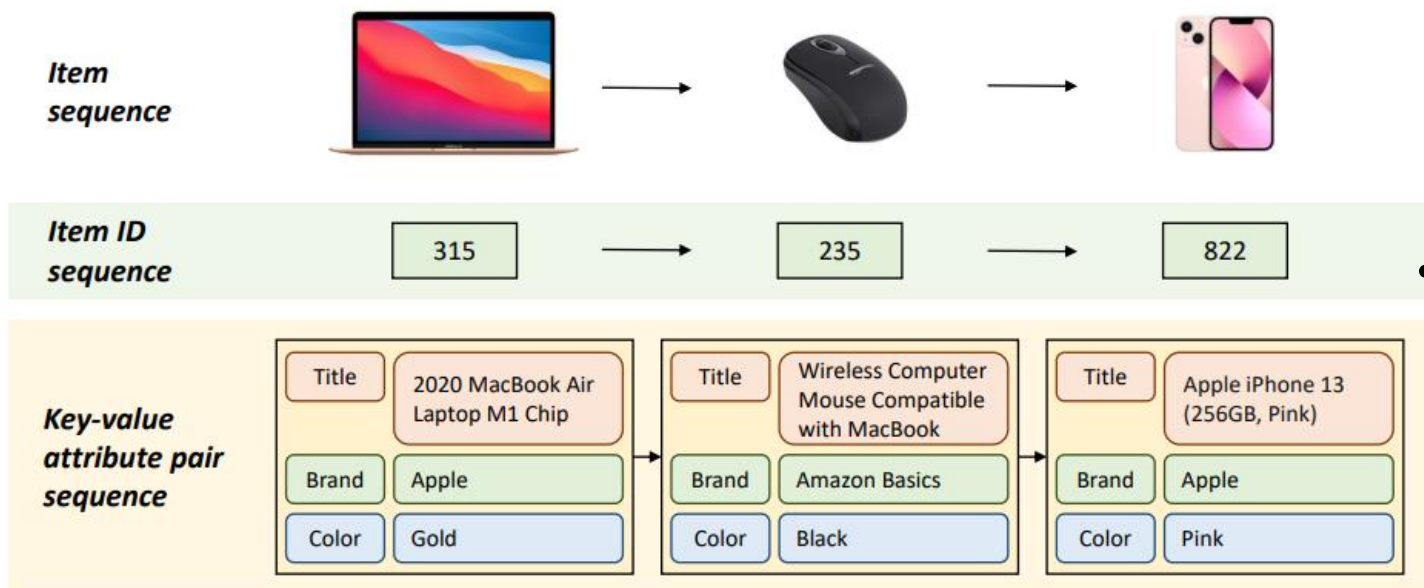 Item
sequence
Item ID
sequence
315
235
822
Key-value
attribute pair
sequence
Title
2020 MacBook Air
Laptop M1 Chip
Brand
Apple
Color
Gold
Title
Wireless Computer
Mouse Compatible
with MacBook
Brand
Amazon Basics
Color
Black
Title
Apple iPhone 13
(256GB, Pink)
Brand
Apple
Color
Pink